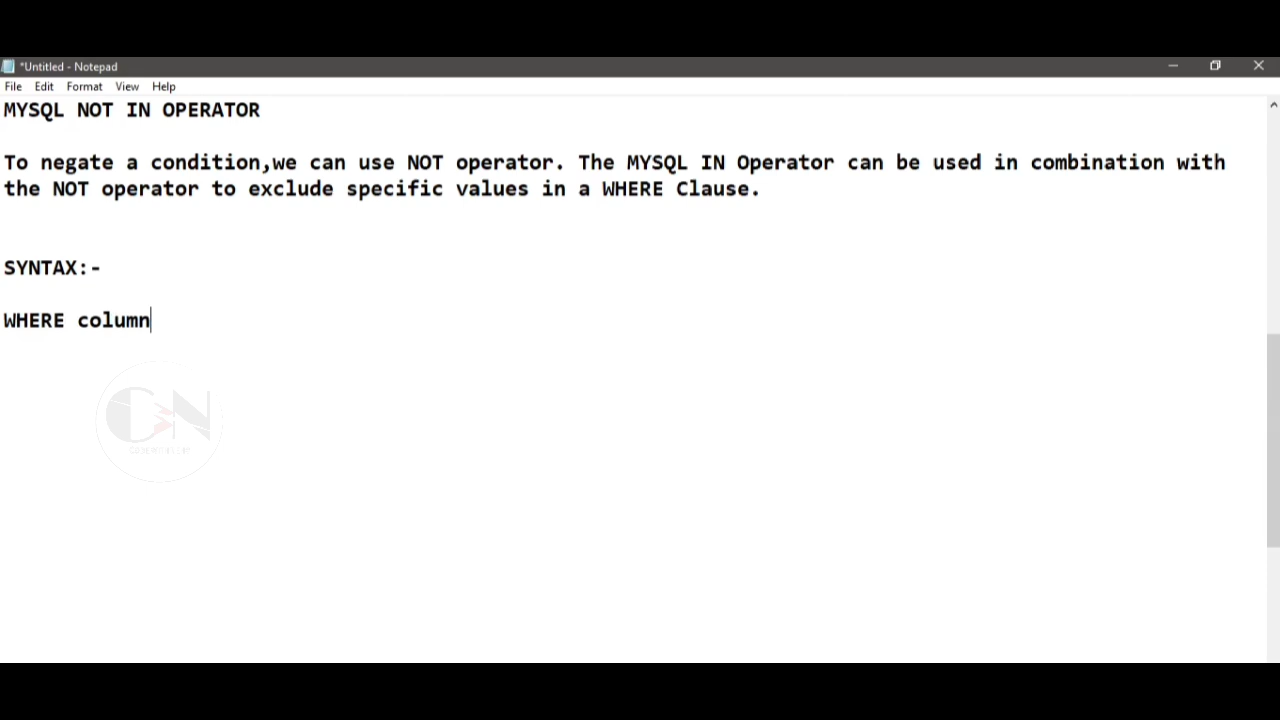 *Untitled - Notepad
File Edit Format View Help
MYSQL NOT IN OPERATOR
To negate a condition,we can use NOT operator. The MYSQL IN Operator can be used in combination with
the NOT operator to exclude specific values in a WHERE Clause.
SYNTAX:-
WHERE column
CN